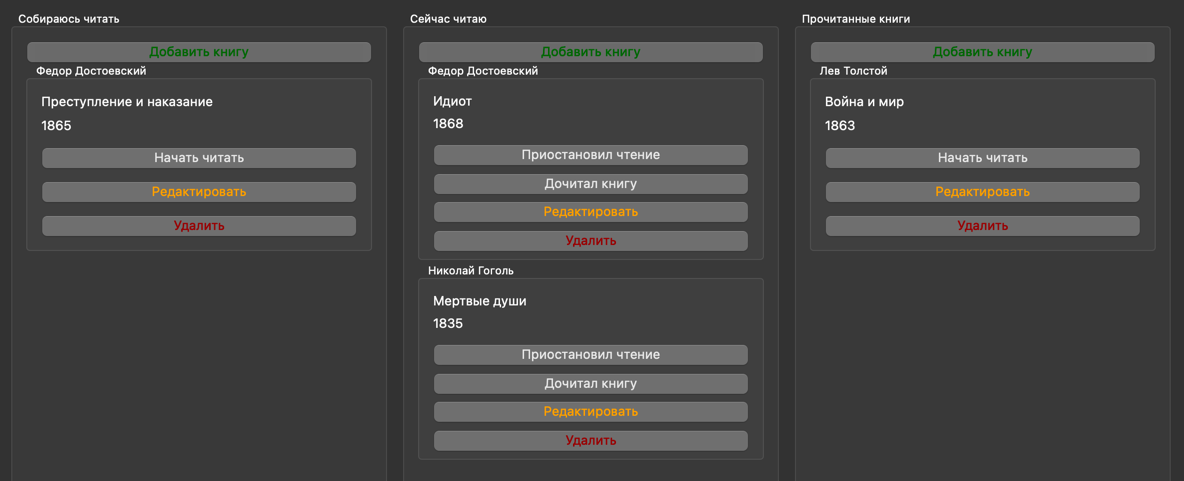 Собираюсь читать
Добавить книгу
Федор Достоевский
Преступление и наказание
1865
Начать читать
Редактировать
Удалить
Сейчас читаю
Добавить книгу
Федор Достоевский
Идиот
1868
Приостановил чтение
Дочитал книгу
Редактировать
Удалить
Николай Гоголь
Мертвые души
1835
Приостановил чтение
Дочитал книгу
Редактировать
Удалить
Прочитанные книги
Добавить книгу
Лев Толстой
Война и мир
1863
Начать читать
Редактировать
Удалить